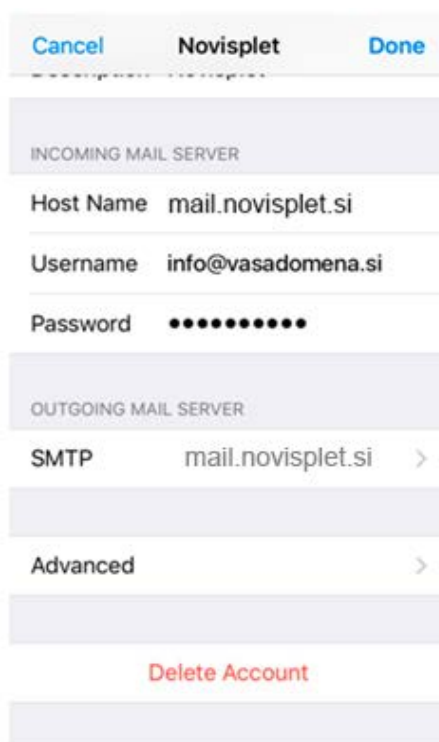 Cancel Novisplet Done
INCOMING MAIL SERVER
Host Name mail.novisplet.si
Username info@vasadomena.si
Password ••••••••••
OUTGOING MAIL SERVER
SMTP mail.novisplet.si
Advanced
Delete Account